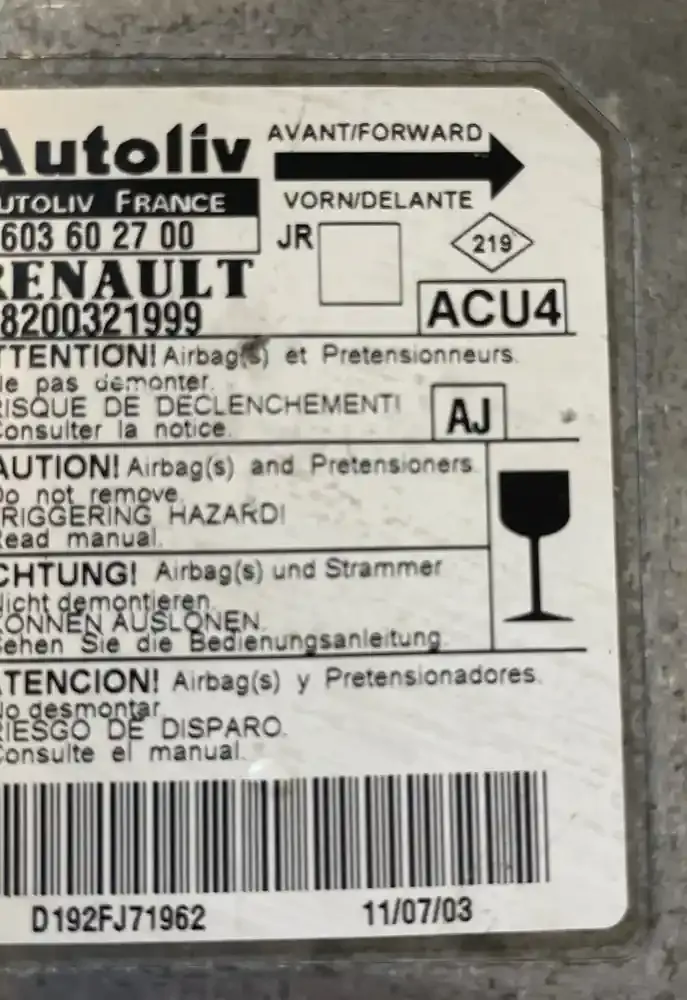 Autoliv
AVANT/FORWARD
UTOLIV FRANCE
VORN/DELANTE
603 60 27 00
JR
219
RENAULT
8200321999
ACU4
TTENTION! Airbag(s) et Pretensionneurs.
e pas demonter.
RISQUE DE DECLENCHEMENT!
Consulter la notice.
AJ
AUTION! Airbag(s) and Pretensioners
Do not remove.
RIGGERING HAZARD!
Read manual.
CHTUNG! Airbag(s) und Strammer
Nicht demontieren.
KONNEN AUSLONEN.
Sehen Sie die Bedienungsanleitung.
TENCION! Airbag(s) y Pretensionadores.
No desmontar.
RIESGO DE DISPARO.
Consulte el manual.
D192FJ71962
11/07/03